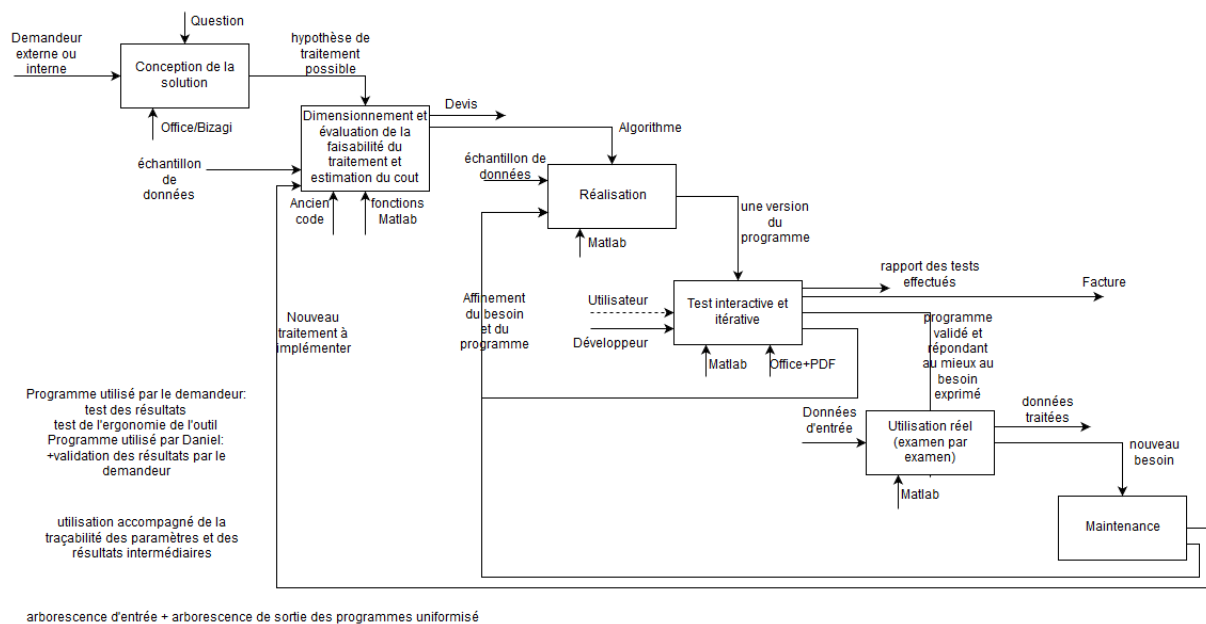 Question
Demandeur
externe ou
interne
Conception de la
solution
hypothèse de
traitement
possible
Office/Bizagi
Dimensionnement et
évaluation de la
faisabilité du
traitement et
estimation du cout
Devis
Algorithme
échantillon
de
données
Ancien
code
fonctions
Matlab
échantillon de
données
Réalisation
une version
du
programme
Matlab
rapport des tests
effectués
Facture
Nouveau
traitement à
implémenter
Affinement
du besoin
et du
programme
Utilisateur
Développeur
Test interactive et
itérative
Matlab
Office+PDF
programme
validé et
répondant
au mieux au
besoin
exprimé
Programme utilisé par le demandeur:
test des résultats
test de l'ergonomie de l'outil
Programme utilisé par Daniel:
+validation des résultats par le
demandeur
Données
d'entrée
Utilisation réel
(examen par
examen)
données
traitées
nouveau
besoin
Matlab
Maintenance
utilisation accompagné de la
traçabilité des paramètres et des
résultats intermédiaires
arborescence d'entrée + arborescence de sortie des programmes uniformisé